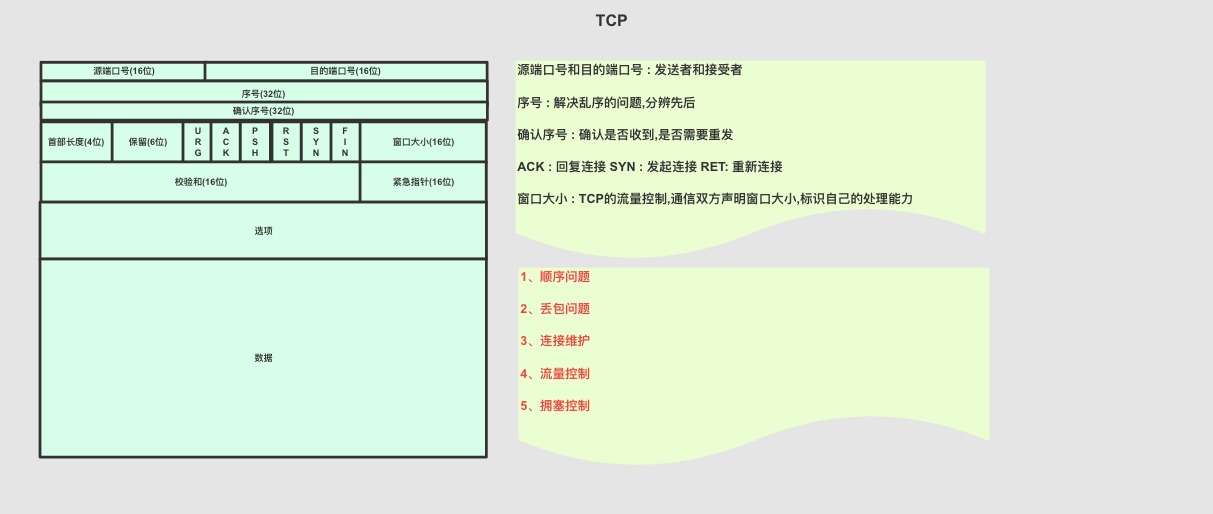 TCP
源端口号(16位) 目的端口号(16位)
序号(32位)
确认序号(32位)
首部长度(4位) 保留(6位) URG ACK PSH RST SYN FIN 窗口大小(16位)
校验和(16位) 紧急指针(16位)
选项
数据
源端口号和目的端口号 : 发送者和接受者
序号 : 解决乱序的问题,分辨先后
确认序号 : 确认是否收到,是否需要重发
ACK : 回复连接 SYN : 发起连接 RET: 重新连接
窗口大小 : TCP的流量控制,通信双方声明窗口大小,标识自己的处理能力
1、顺序问题
2、丢包问题
3、连接维护
4、流量控制
5、拥塞控制